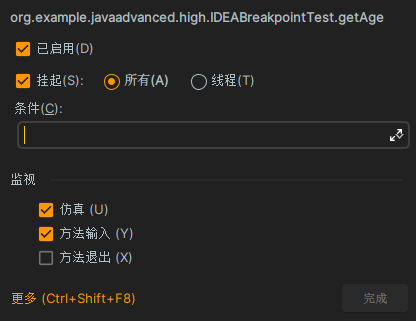 org.example.javaadvanced.high.IDEABreakpointTest.getAge
已启用(D)
挂起(S): 所有(A) 线程(T)
条件(C):
监视
仿真 (U)
方法输入 (Y)
方法退出 (X)
更多 (Ctrl+Shift+F8) 完成